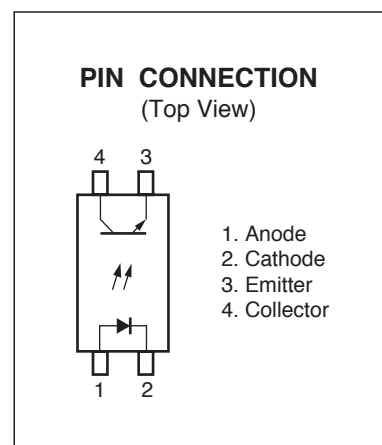 PIN CONNECTION
(Top View)
4 3
1. Anode
2. Cathode
3. Emitter
4. Collector
1 2